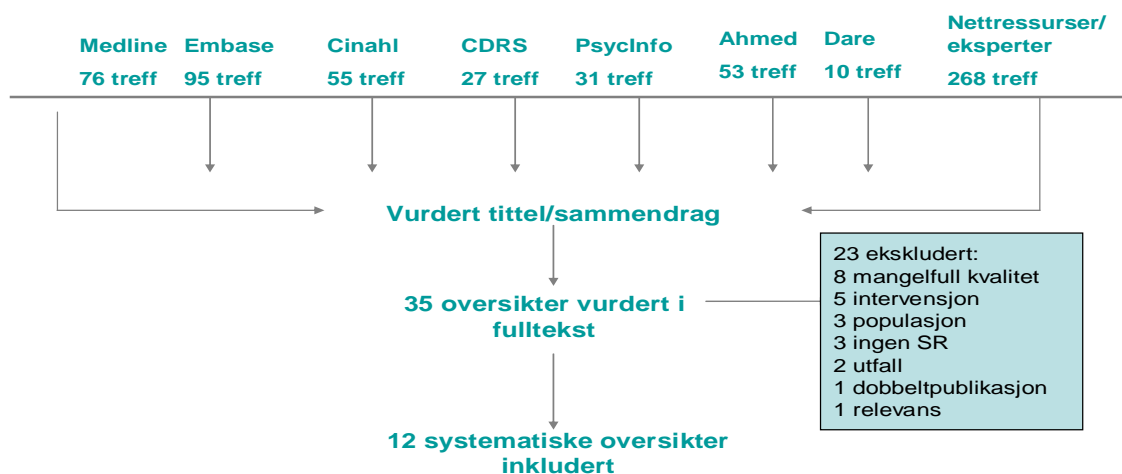 Medline
76 treff
Embase
95 treff
Cinahl
55 treff
CDRS
27 treff
PsycInfo
31 treff
Ahmed
53 treff
Dare
10 treff
Nettressurser/
eksperter
268 treff
Vurdert tittel/sammendrag
35 oversikter vurdert i
fulltekst
23 ekskludert:
8 mangelfull kvalitet
5 intervensjon
3 populasjon
3 ingen SR
2 utfall
1 dobbeltpublikasjon
1 relevans
12 systematiske oversikter
inkludert